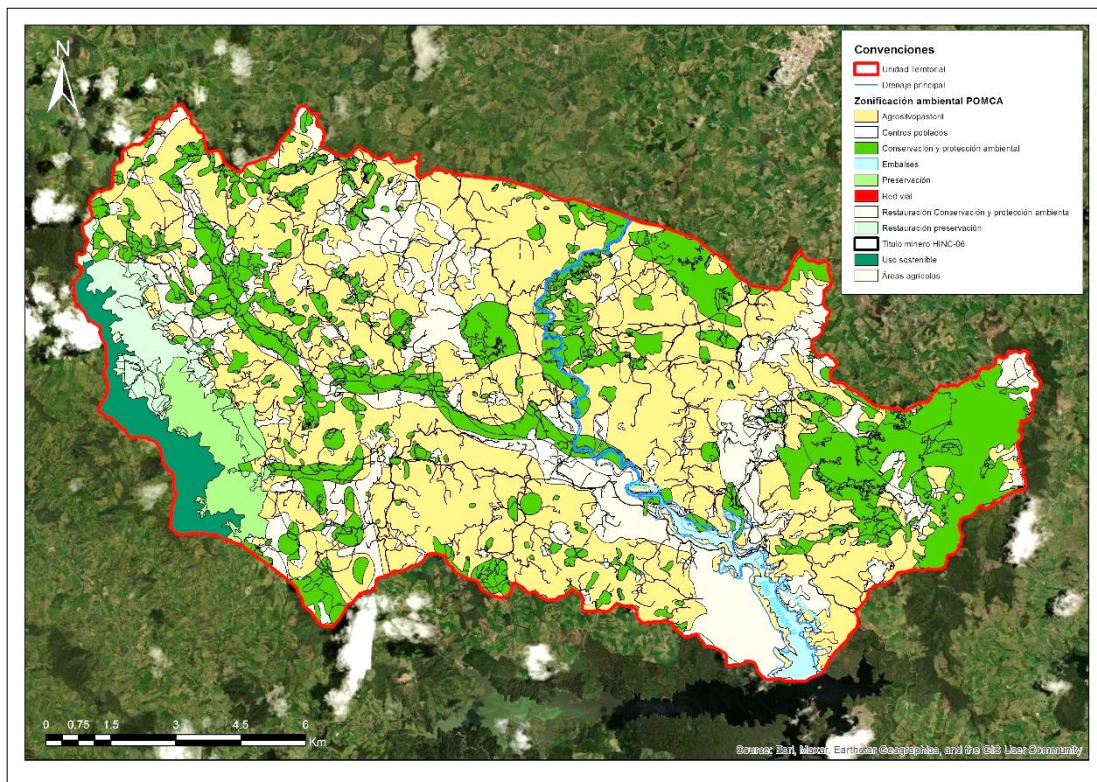 N
Convenciones
Unidad Territorial
Drenaje principal
Zonificación ambiental POMCA
Agrosilvopastoril
Centros poblados
Conservación y protección ambiental
Embalses
Preservación
Red vial
Restauración Conservación y protección ambienta
Restauración preservación
Titulo minero HINC-06
Uso sostenible
Áreas agrícolas
0 0.75 1.5 3 4.5 6
Km
Source: Esri, Maxar, Earthstar Geographics, and the GIS User Community